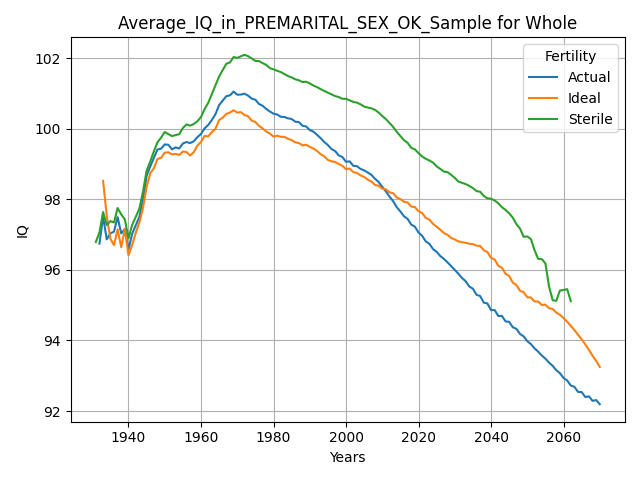 Average_IQ_in_PREMARITAL_SEX_OK_Sample for Whole
Fertility
Actual
Ideal
Sterile
102
100
98
96
94
92
IQ
1940
1960
1980
2000
2020
2040
2060
Years